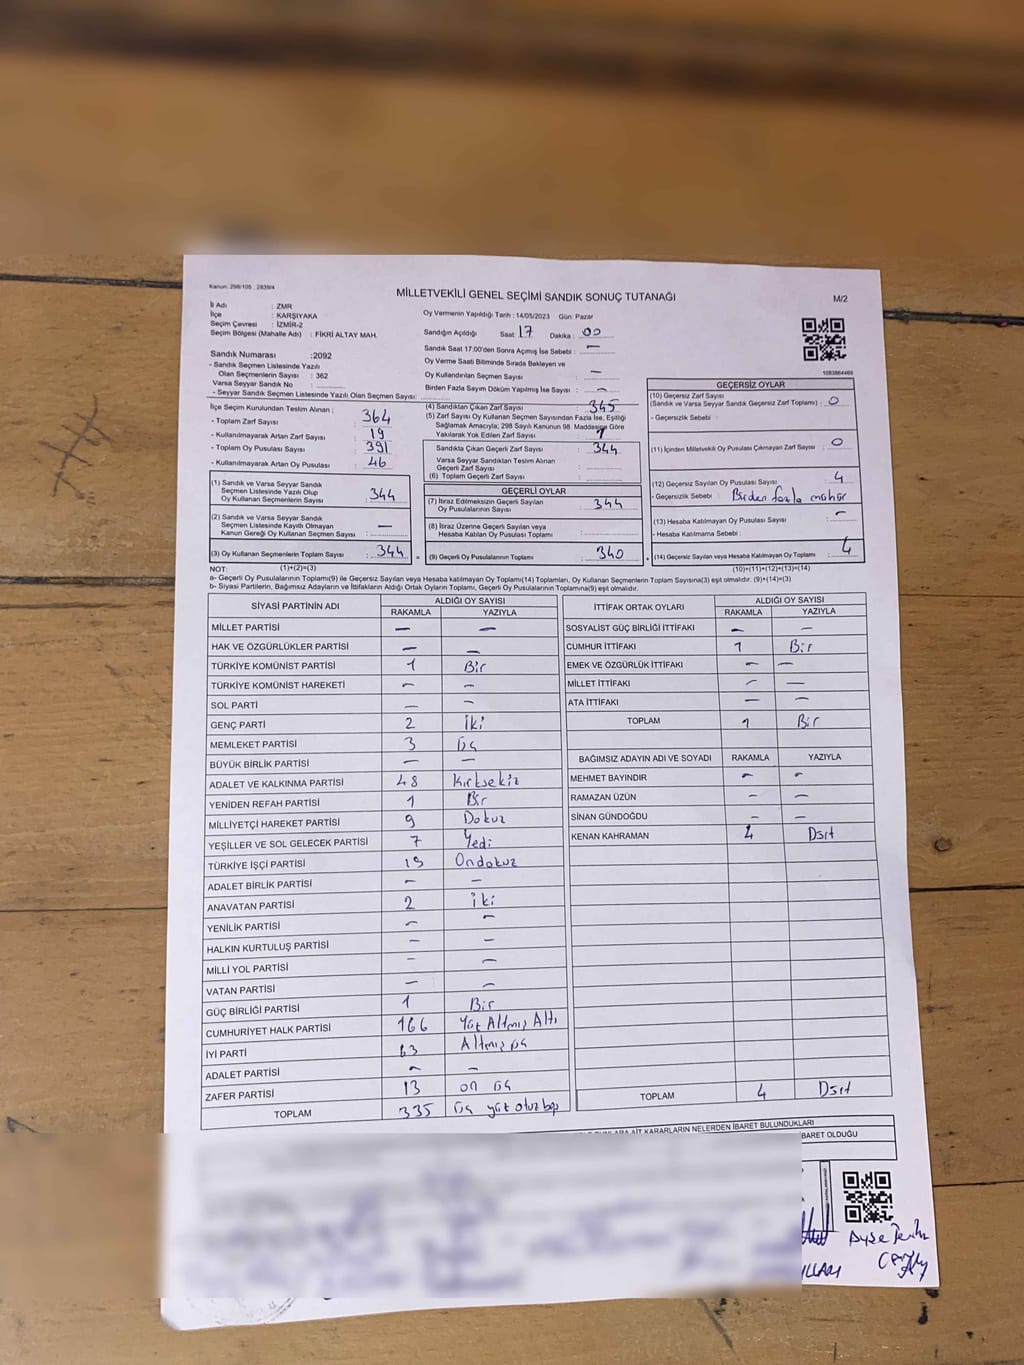 Kanun: 298/105 , 2839/4
MİLLETVEKİLİ GENEL SEÇİMİ SANDIK SONUÇ TUTANAĞI
M/2
İl Adı : ZMR
İlçe : KARŞIYAKA
Seçim Çevresi : İZMİR-2
Seçim Bölgesi (Mahalle Adı) : FİKRİ ALTAY MAH.
Oy Vermenin Yapıldığı Tarih : 14/05/2023 Gün: Pazar
Sandığın Açıldığı Saat: 17 Dakika : 00
Sandık Saat 17:00'den Sonra Açmış İse Sebebi : —
Oy Verme Saati Bitiminde Sırada Bekleyen ve
Oy Kullandırılan Seçmen Sayısı : —
Birden Fazla Sayım Döküm Yapılmış İse Sayısı : —
1083864466
Sandık Numarası :2092
- Sandık Seçmen Listesinde Yazılı
Olan Seçmenlerin Sayısı : 362
Varsa Seyyar Sandık No :
- Seyyar Sandık Seçmen Listesinde Yazılı Olan Seçmen Sayısı:
İlçe Seçim Kurulundan Teslim Alınan ;
- Toplam Zarf Sayısı : 364
- Kullanılmayarak Artan Zarf Sayısı : 19
- Toplam Oy Pusulası Sayısı : 391
- Kullanılmayarak Artan Oy Pusulası : 46
(1) Sandık ve Varsa Seyyar Sandık
Seçmen Listesinde Yazılı Olup
Oy Kullanan Seçmenlerin Sayısı : 344
(2) Sandık ve Varsa Seyyar Sandık
Seçmen Listesinde Kayıtlı Olmayan
Kanun Gereği Oy Kullanan Seçmen Sayısı : —
(3) Oy Kullanan Seçmenlerin Toplam Sayısı : 344
(4) Sandıktan Çıkan Zarf Sayısı : 345
(5) Zarf Sayısı Oy Kullanan Seçmen Sayısından Fazla İse, Eşitliği
Sağlamak Amacıyla; 298 Sayılı Kanunun 98. Maddesine Göre
Yakılarak Yok Edilen Zarf Sayısı : 1
Sandıkta Çıkan Geçerli Zarf Sayısı : 344
Varsa Seyyar Sandıktan Teslim Alınan
Geçerli Zarf Sayısı :
(6) Toplam Geçerli Zarf Sayısı :
GEÇERLİ OYLAR
(7) İtiraz Edilmeksizin Geçerli Sayılan
Oy Pusulasının Sayısı : 344
(8) İtiraz Üzerine Geçerli Sayılan veya
Hesaba Katılan Oy Pusulası Toplamı :
= (9) Geçerli Oy Pusulalarının Toplamı : 340 +
GEÇERSİZ OYLAR
(10) Geçersiz Zarf Sayısı
(Sandık ve Varsa Seyyar Sandık Geçersiz Zarf Toplamı) : 0
- Geçersizlik Sebebi :
(11) İçinden Milletvekili Oy Pusulası Çıkmayan Zarf Sayısı : 0
(12) Geçersiz Sayılan Oy Pusulası Sayısı : 4
- Geçersizlik Sebebi : Birden fazla mühür
(13) Hesaba Katılmayan Oy Pusulası Sayısı : —
- Hesaba Katılmama Sebebi :
(14) Geçersiz Sayılan veya Hesaba Katılmayan Oy Toplamı : 4
NOT: (1)+(2)=(3) (10)+(11)+(12)+(13)=(14)
a- Geçerli Oy Pusulalarının Toplamı(9) ile Geçersiz Sayılan veya Hesaba katılmayan Oy Toplamı(14) Toplamları, Oy Kullanan Seçmenlerin Toplam Sayısına(3) eşit olmalıdır. (9)+(14)=(3)
b- Siyasi Partilerin, Bağımsız Adayların ve İttifakların Aldığı Oyların Toplamı, Geçerli Oy Pusulalarının Toplamına(9) eşit olmalıdır.
SİYASİ PARTİNİN ADI ALDIĞI OY SAYISI
RAKAMLA YAZIYLA
MİLLET PARTİSİ — —
HAK VE ÖZGÜRLÜKLER PARTİSİ — —
TÜRKİYE KOMÜNİST PARTİSİ 1 Bir
TÜRKİYE KOMÜNİST HAREKETİ — —
SOL PARTİ — —
GENÇ PARTİ 2 İki
MEMLEKET PARTİSİ 3 Üç
BÜYÜK BİRLİK PARTİSİ — —
ADALET VE KALKINMA PARTİSİ 48 Kırksekiz
YENİDEN REFAH PARTİSİ 1 Bir
MİLLİYETÇİ HAREKET PARTİSİ 9 Dokuz
YEŞİLLER VE SOL GELECEK PARTİSİ 7 Yedi
TÜRKİYE İŞÇİ PARTİSİ 19 Ondokuz
ADALET BİRLİK PARTİSİ — —
ANAVATAN PARTİSİ 2 İki
YENİLİK PARTİSİ — —
HALKIN KURTULUŞ PARTİSİ — —
MİLLİ YOL PARTİSİ — —
VATAN PARTİSİ — —
GÜÇ BİRLİĞİ PARTİSİ 1 Bir
CUMHURİYET HALK PARTİSİ 166 Yüz Altmış Altı
İYİ PARTİ 63 Altmış üç
ADALET PARTİSİ — —
ZAFER PARTİSİ 13 on üç
TOPLAM 335 üç yüz otuz beş
İTTİFAK ORTAK OYLARI ALDIĞI OY SAYISI
RAKAMLA YAZIYLA
SOSYALİST GÜÇ BİRLİĞİ İTTİFAKI — —
CUMHUR İTTİFAKI 1 Bir
EMEK VE ÖZGÜRLÜK İTTİFAKI — —
MİLLET İTTİFAKI — —
ATA İTTİFAKI — —
TOPLAM 1 Bir
BAĞIMSIZ ADAYIN ADI VE SOYADI RAKAMLA YAZIYLA
MEHMET BAYINDIR — —
RAMAZAN ÜZÜN — —
SİNAN GÜNDOĞDU — —
KENAN KAHRAMAN 4 Dört
TOPLAM 4 Dört
AİT KARARLARIN NELERDEN İBARET BULUNDUKLARI
İBARET OLDUĞU
Ayşe